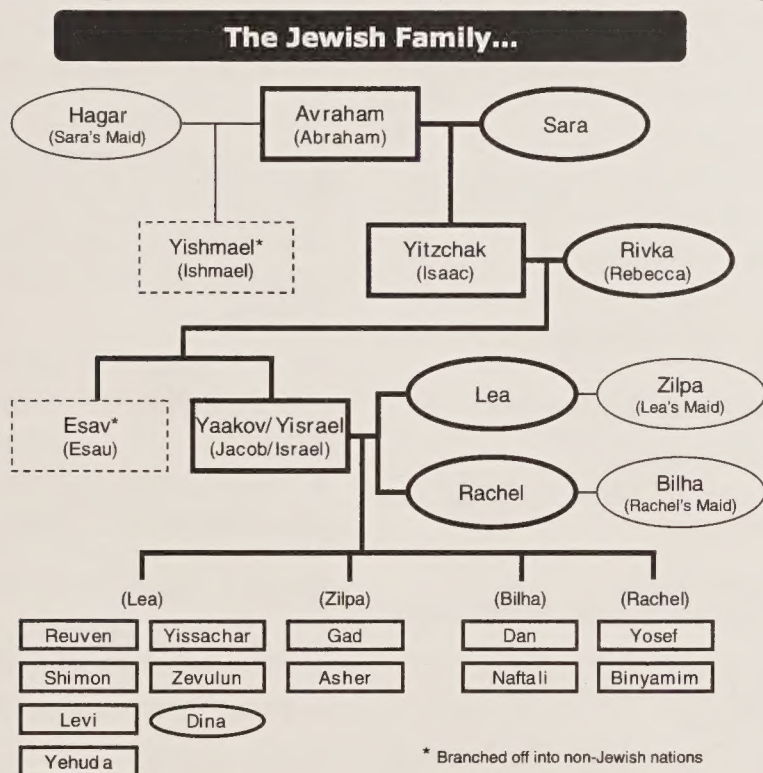 The Jewish Family...
Hagar
(Sara's Maid)
Avraham
(Abraham)
Sara
Yishmael*
(Ishmael)
Yitzchak
(Isaac)
Rivka
(Rebecca)
Esav*
(Esau)
Yaakov/Yisrael
(Jacob/Israel)
Lea
Zilpa
(Lea's Maid)
Rachel
Bilha
(Rachel's Maid)
(Lea)
(Zilpa)
(Bilha)
(Rachel)
Reuven
Yissachar
Gad
Dan
Yosef
Shimon
Zevulun
Asher
Naftali
Binyamim
Levi
Dina
Yehuda
* Branched off into non-Jewish nations